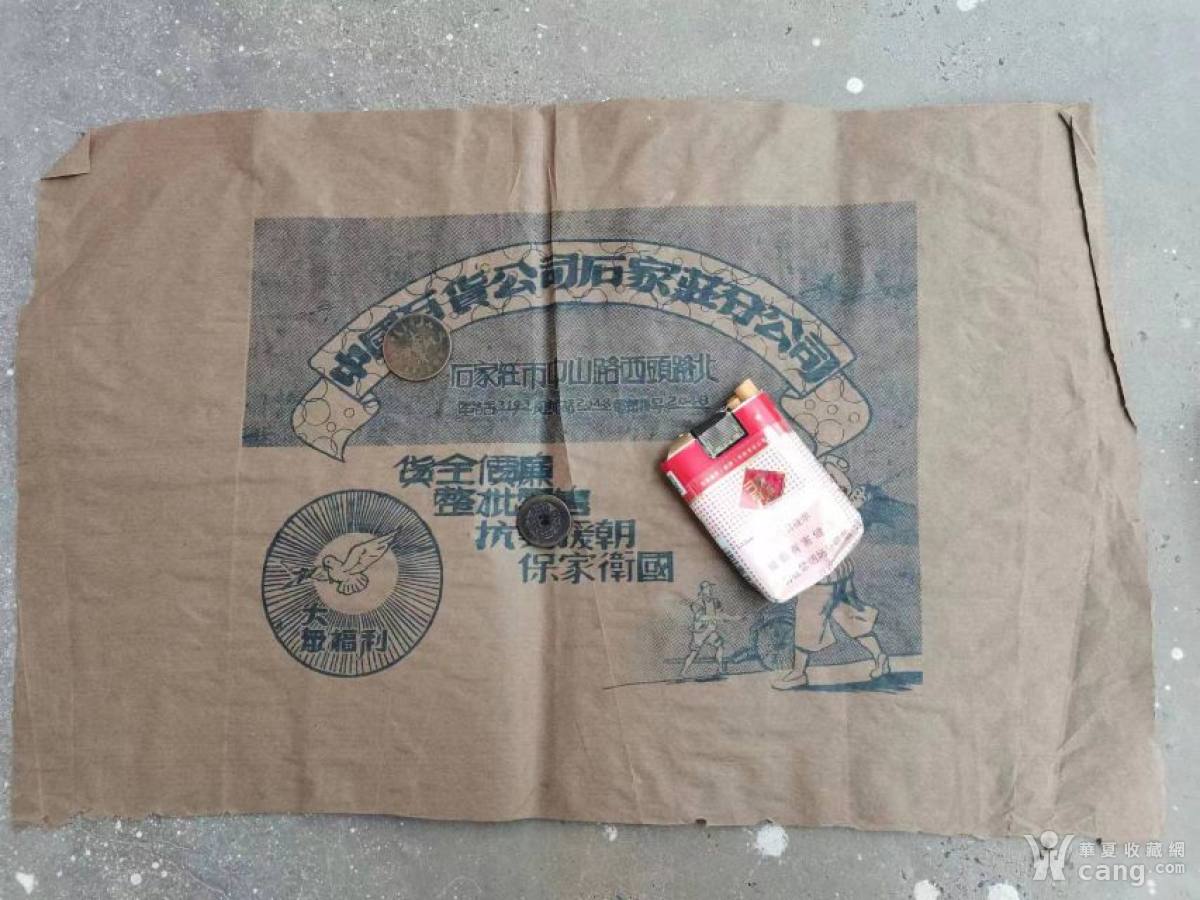 中國百貨公司石家莊分公司
石家莊市中山路西頭路北
貨全價廉
整批零售
抗美援朝
保家衛國
大
衆福利
華夏收藏網
cang.com